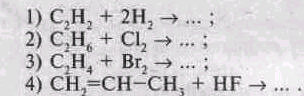 1) C₂H₂ + 2H₂ → ... ;
2) C₂H₆ + Cl₂ → ... ;
3) C₂H₄ + Br₂ → ... ;
4) CH₂=CH−CH₃ + HF → ... .